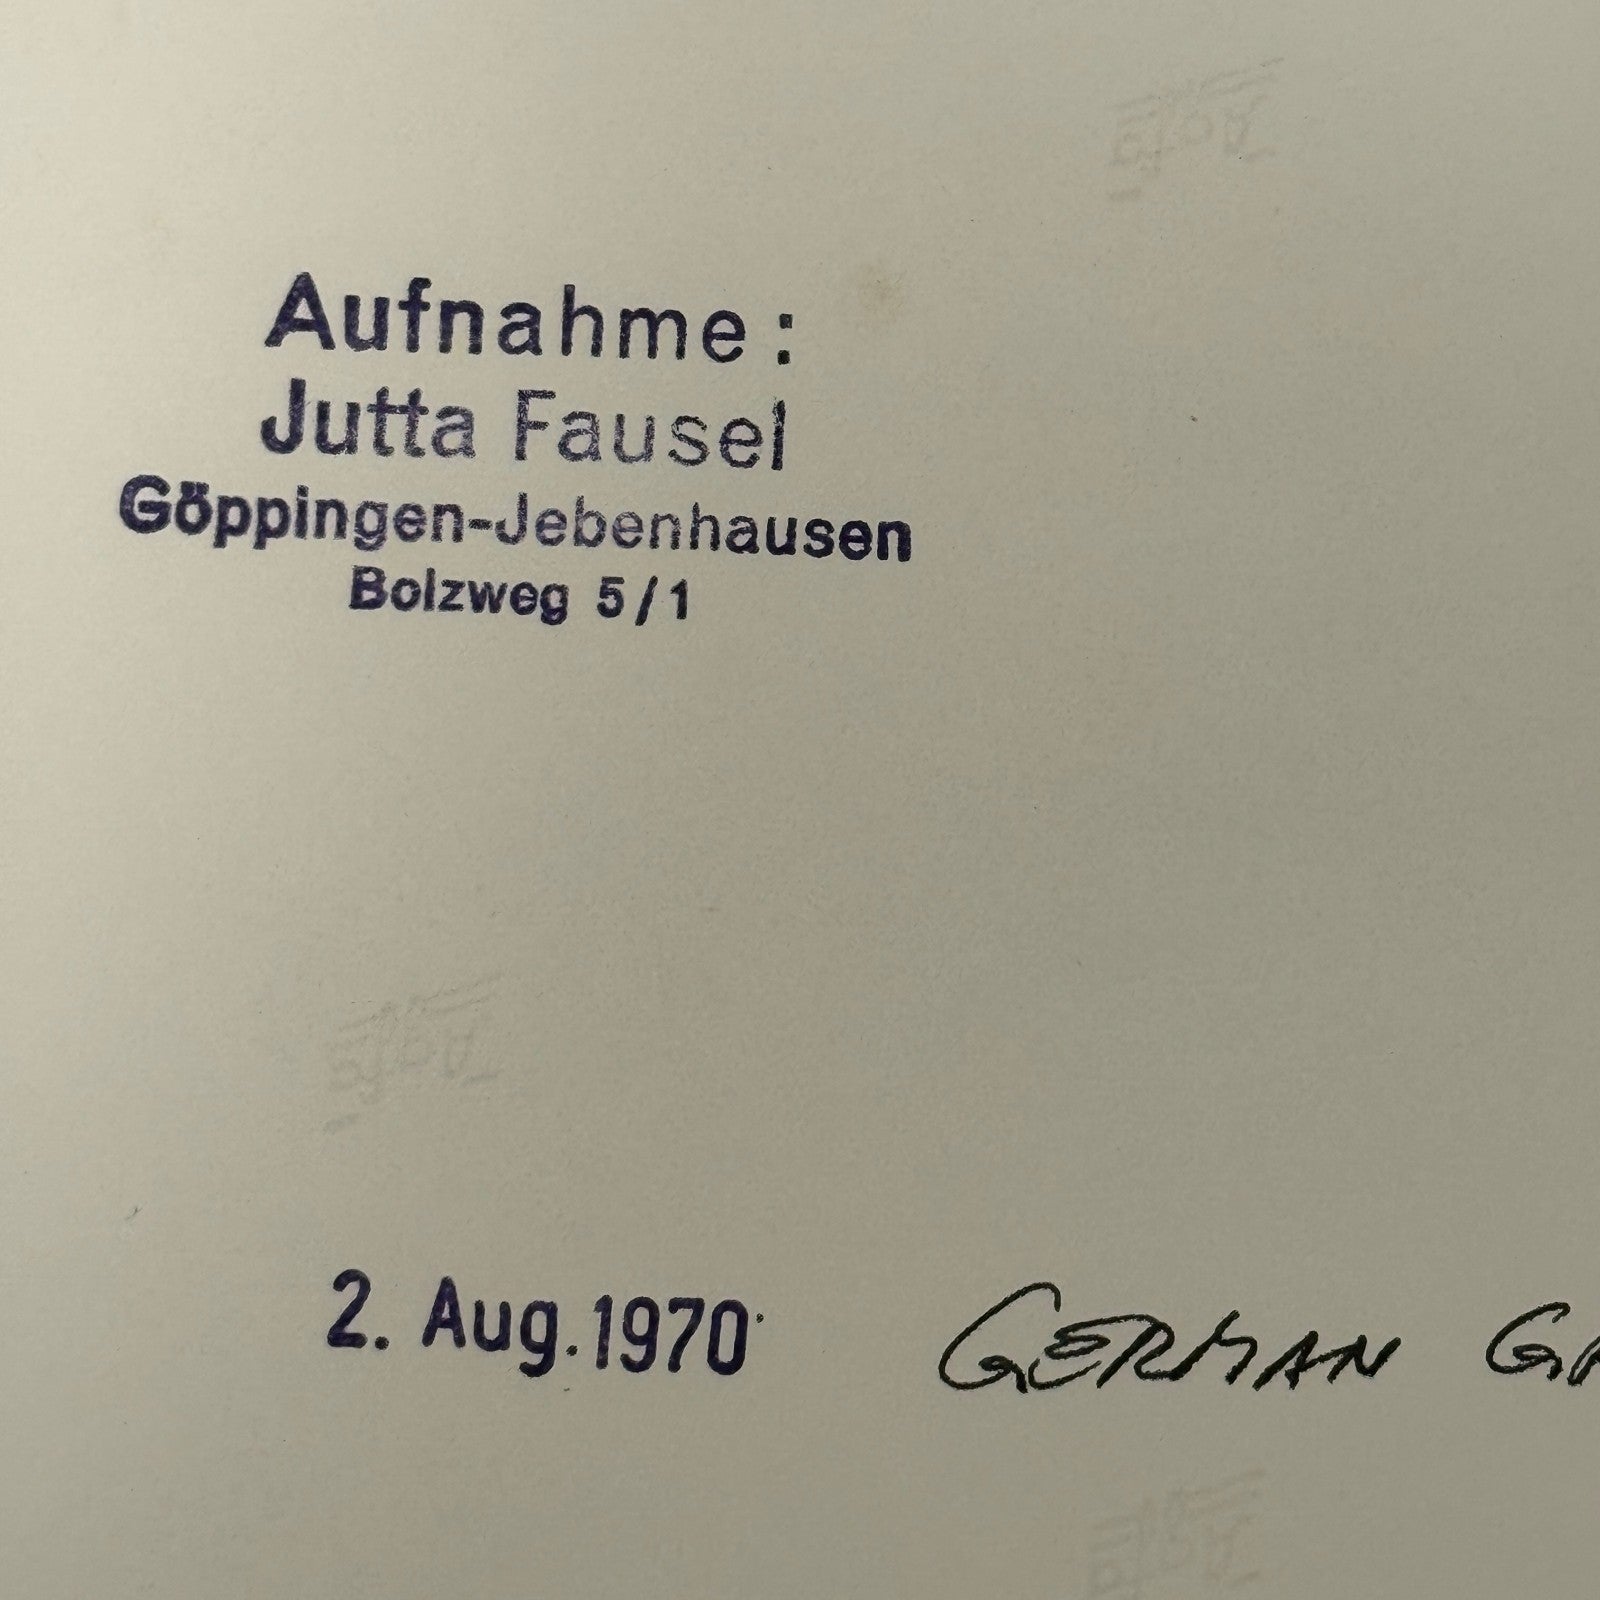 Aufnahme:
Jutta Fausel
Göppingen-Jebenhausen
Bolzweg 5/1
2. Aug. 1970 GERMAN